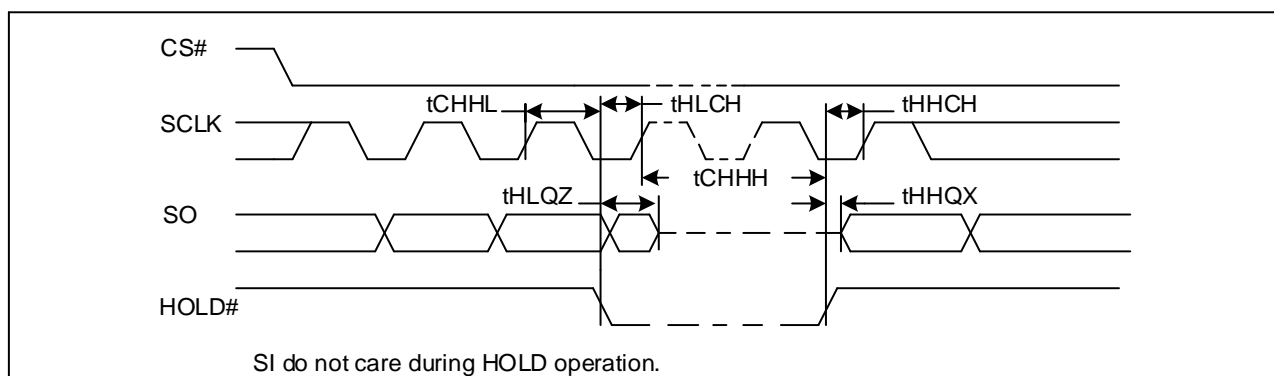 CS#
tCHHL
tHLCH
tHHCH
SCLK
tCHHH
tHLQZ
tHHQX
SO
HOLD#
SI do not care during HOLD operation.